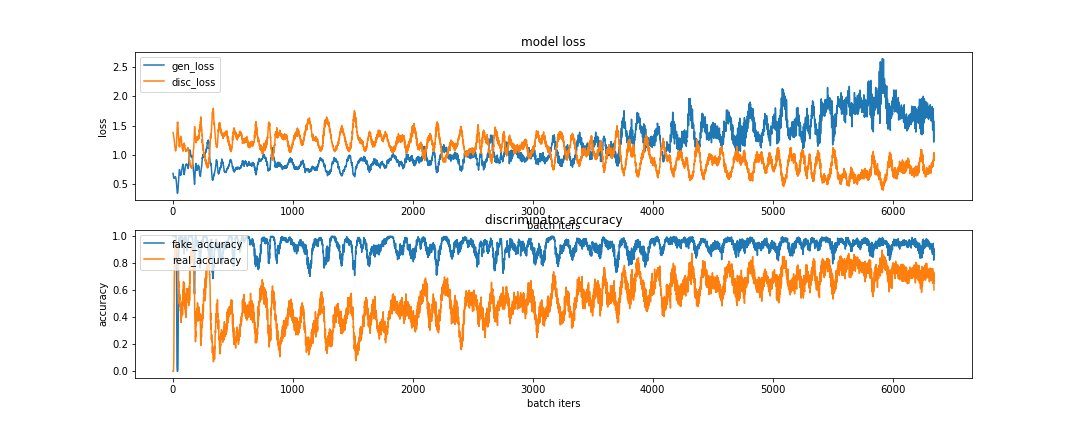 model loss
gen_loss
disc_loss
loss
2.5
2.0
1.5
1.0
0.5
0 1000 2000 3000 4000 5000 6000
batch iters
discriminator accuracy
fake_accuracy
real_accuracy
accuracy
1.0
0.8
0.6
0.4
0.2
0.0
0 1000 2000 3000 4000 5000 6000
batch iters